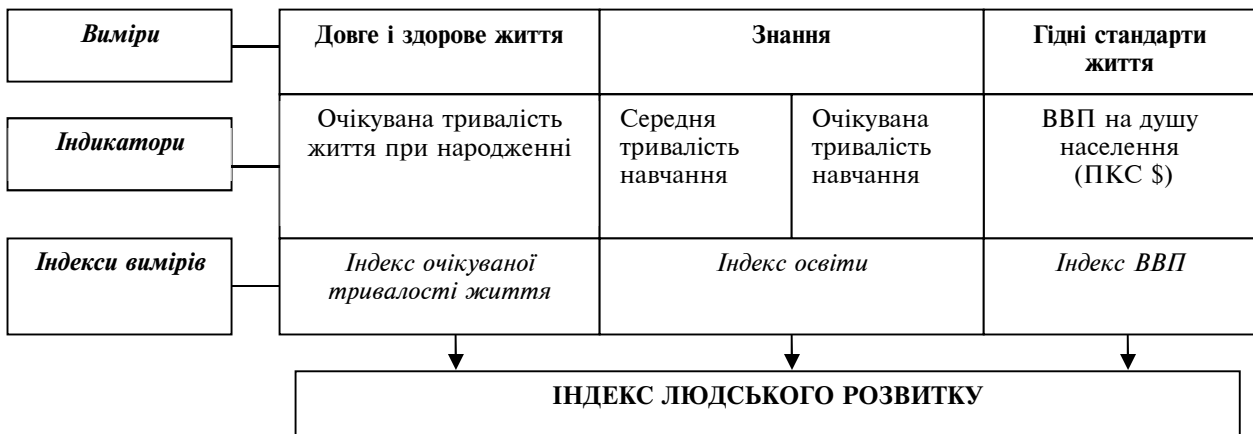 Виміри
Довге і здорове життя
Знання
Гідні стандарти
життя
Індикатори
Очікувана тривалість
життя при народженні
Середня
тривалість
навчання
Очікувана
тривалість
навчання
ВВП на душу
населення
(ПКС $)
Індекси вимірів
Індекс очікуваної
тривалості життя
Індекс освіти
Індекс ВВП
ІНДЕКС ЛЮДСЬКОГО РОЗВИТКУ